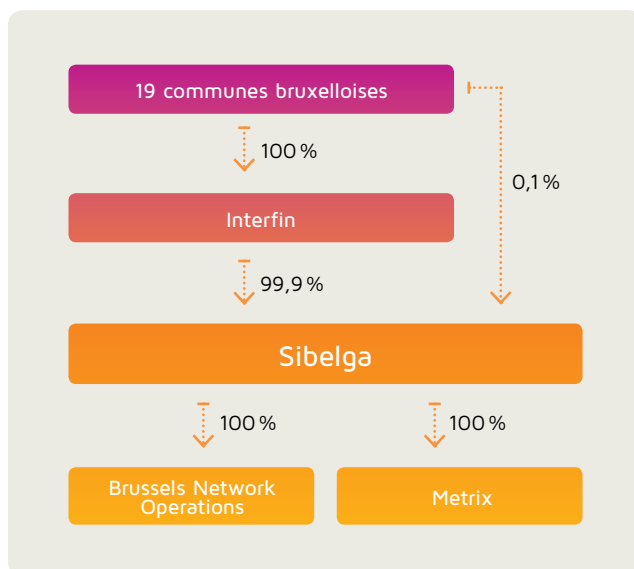 19 communes bruxelloises
100 %
0,1 %
Interfin
99,9 %
Sibelga
100 %
100 %
Brussels Network
Operations
Metrix